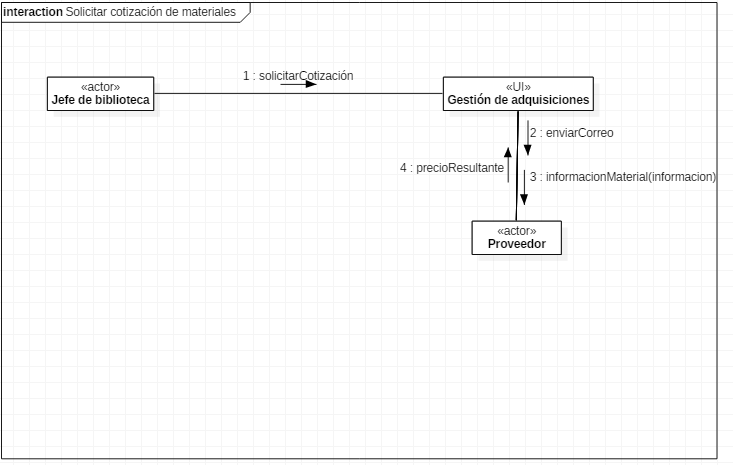 interaction Solicitar cotización de materiales
1 : solicitarCotización
«actor»
Jefe de biblioteca
«UI»
Gestión de adquisiciones
2 : enviarCorreo
4 : precioResultante
3 : informacionMaterial(informacion)
«actor»
Proveedor